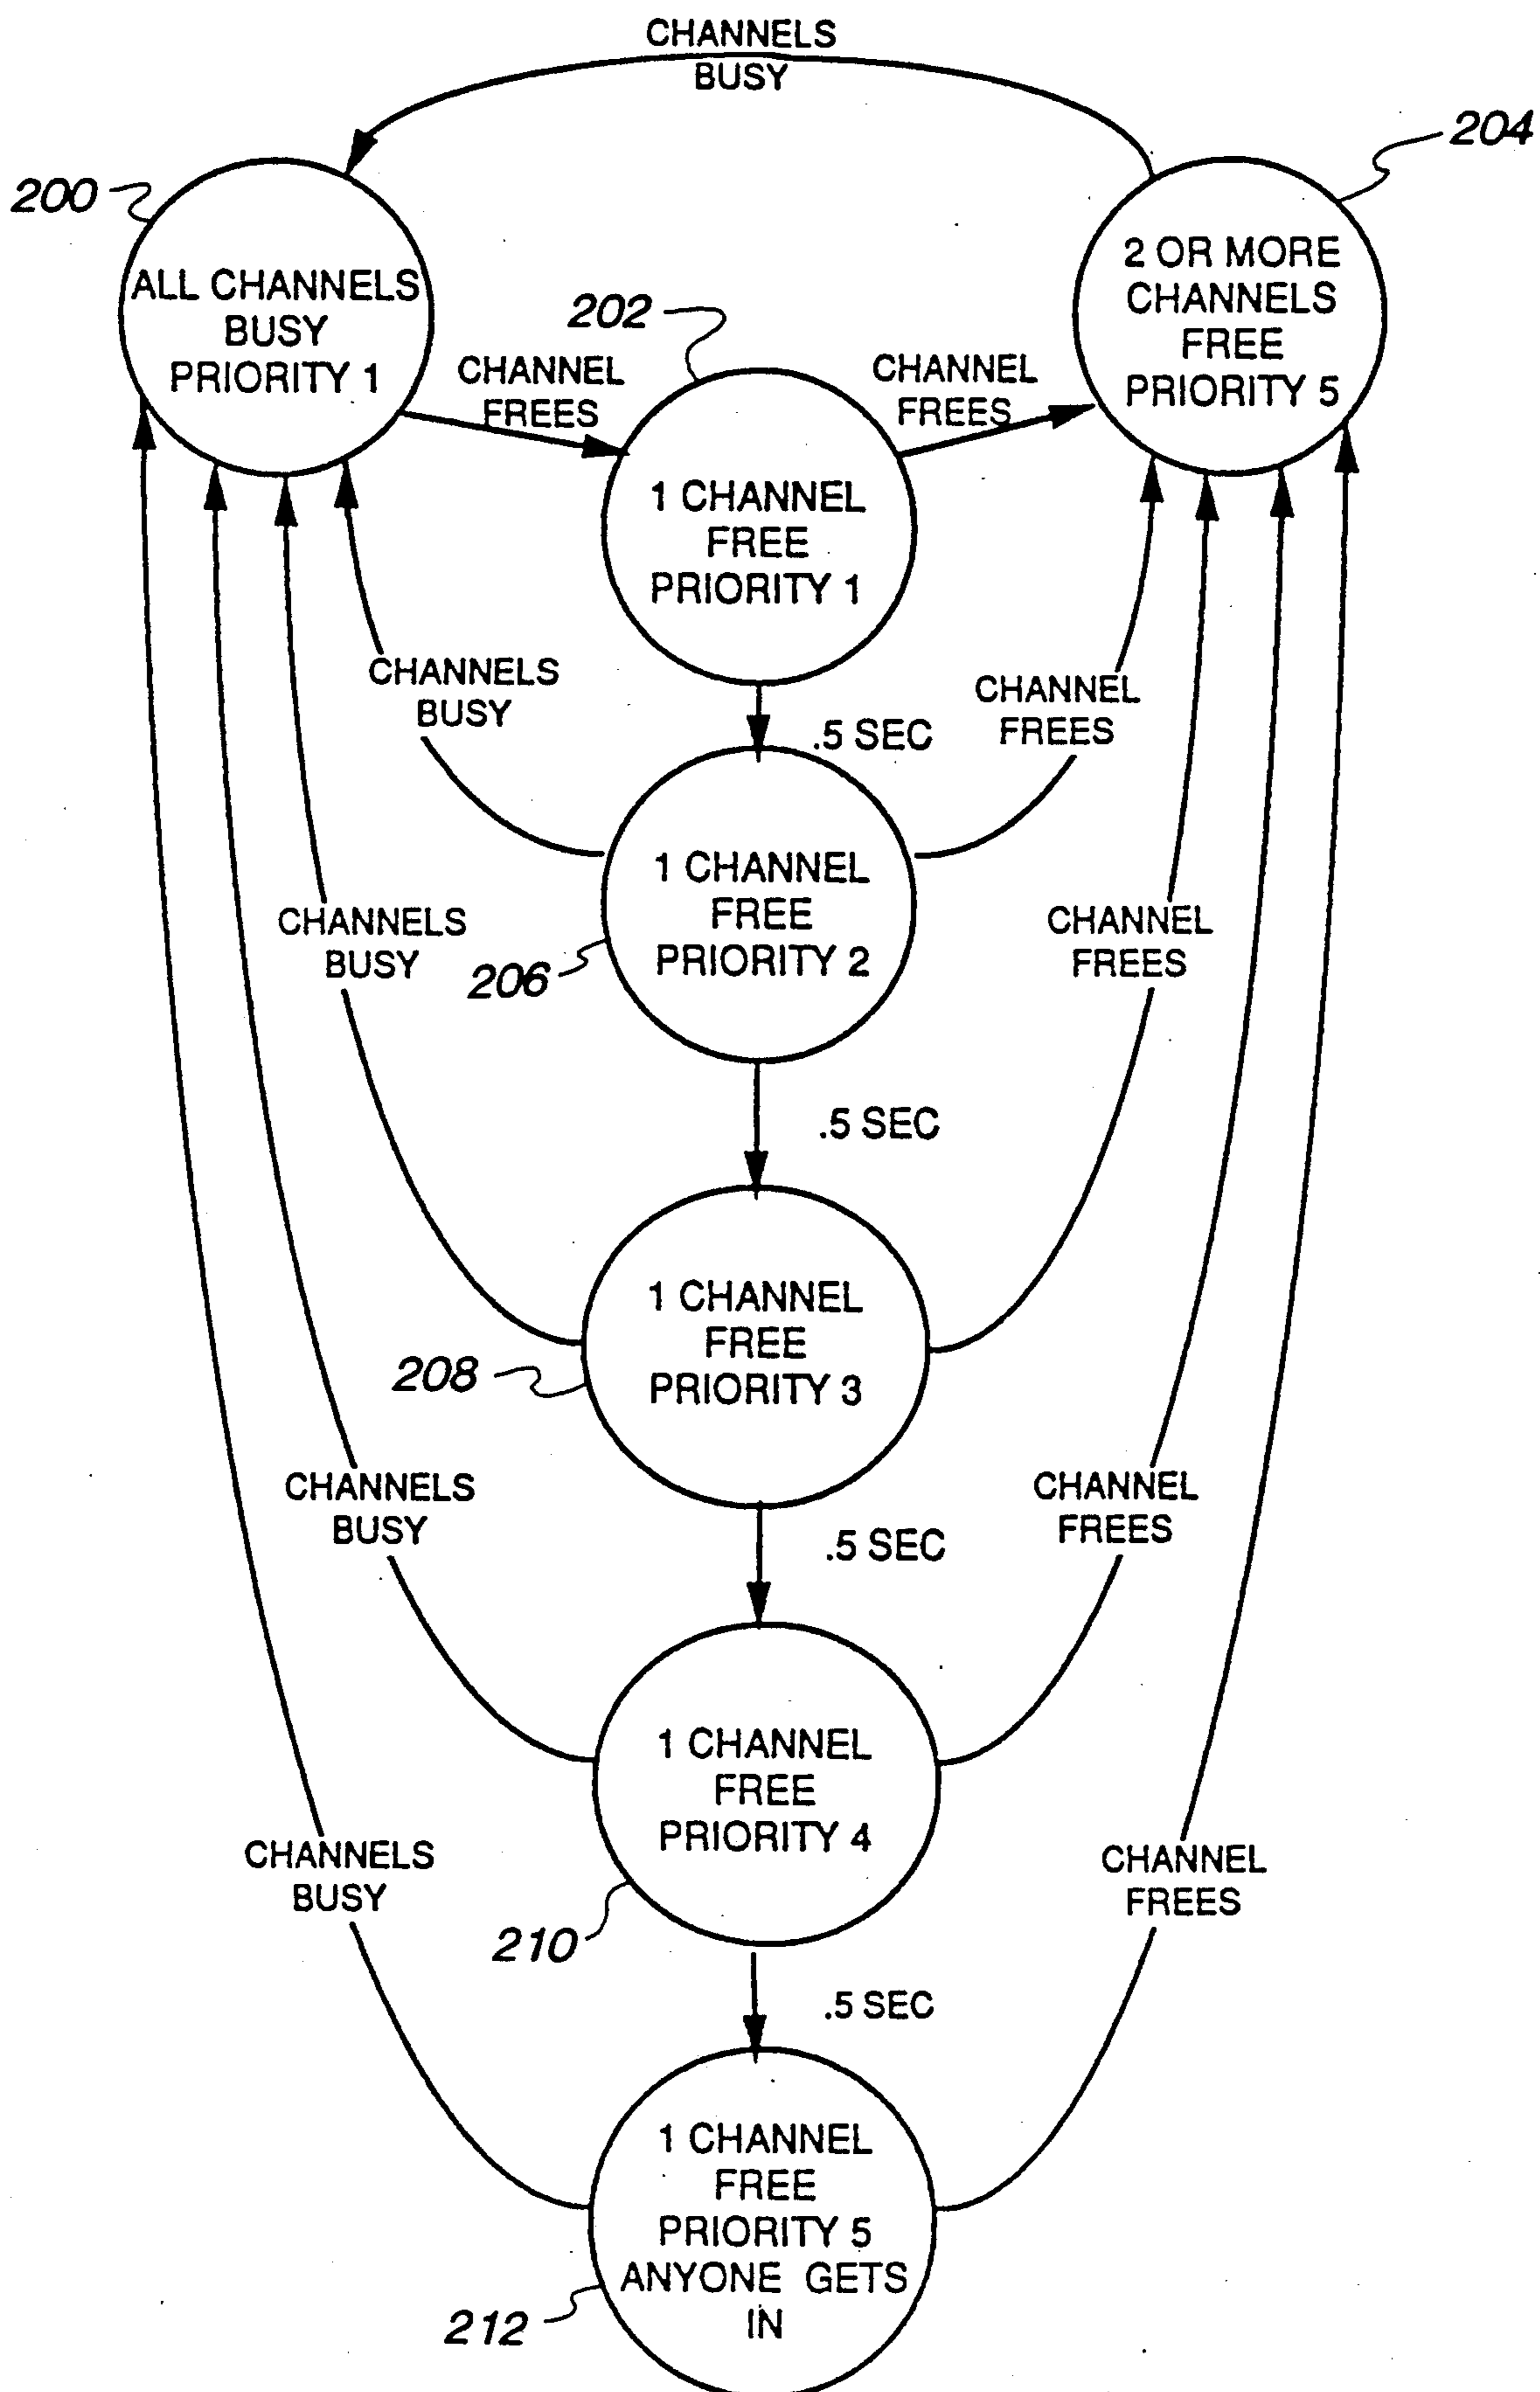 CHANNELS
BUSY
204
200
2 OR MORE
CHANNELS
FREE
PRIORITY 5
ALL CHANNELS
BUSY
PRIORITY 1
202
CHANNEL
FREES
CHANNEL
FREES
1 CHANNEL
FREE
PRIORITY 1
CHANNELS
BUSY
CHANNEL
FREES
.5 SEC
1 CHANNEL
FREE
PRIORITY 2
206
CHANNELS
BUSY
CHANNEL
FREES
.5 SEC
1 CHANNEL
FREE
PRIORITY 3
208
CHANNELS
BUSY
CHANNEL
FREES
.5 SEC
1 CHANNEL
FREE
PRIORITY 4
210
CHANNELS
BUSY
CHANNEL
FREES
.5 SEC
1 CHANNEL
FREE
PRIORITY 5
ANYONE GETS
IN
212